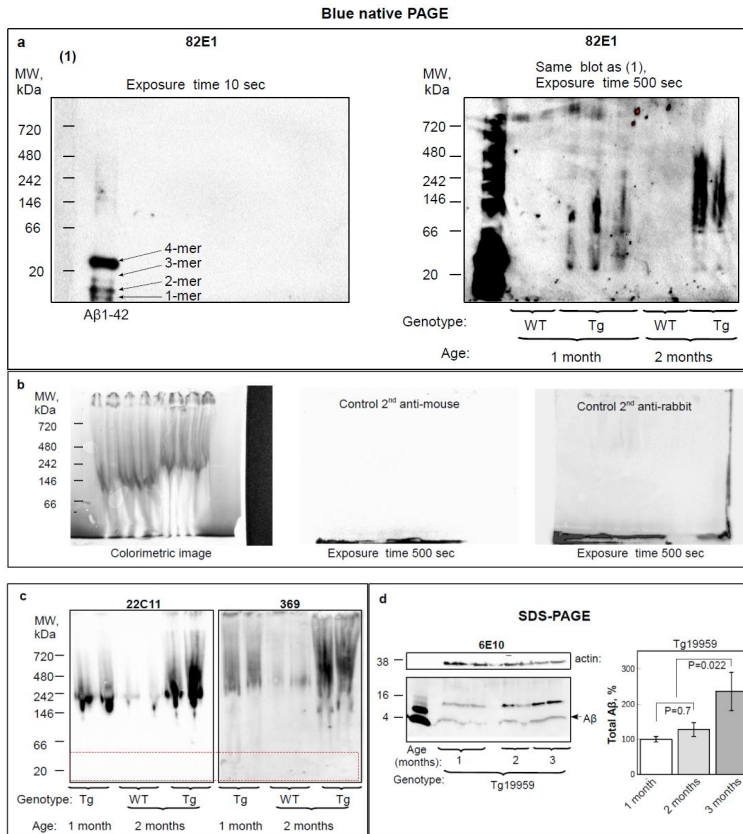 Blue native PAGE
a
82E1
82E1
(1)
MW,
kDa
Exposure time 10 sec
MW,
kDa
Same blot as (1),
Exposure time 500 sec
720
480
242
146
66
20
4-mer
3-mer
2-mer
1-mer
Aβ1-42
720
480
242
146
66
20
Genotype:
WT
Tg
WT
Tg
Age:
1 month
2 months
b
MW,
kDa
720
480
242
146
66
Control 2nd anti-mouse
Control 2nd anti-rabbit
Colorimetric image
Exposure time 500 sec
Exposure time 500 sec
c
22C11
369
MW,
kDa
720
480
242
146
66
20
Genotype:
Tg
WT
Tg
Tg
WT
Tg
Age:
1 month
2 months
1 month
2 months
d
SDS-PAGE
6E10
38
actin:
16
4
Aβ
Age
(months):
1
2
3
Genotype:
Tg19959
Tg19959
Total Aβ, %
300
200
100
0
P=0.022
P=0.7
1 month
2 months
3 months